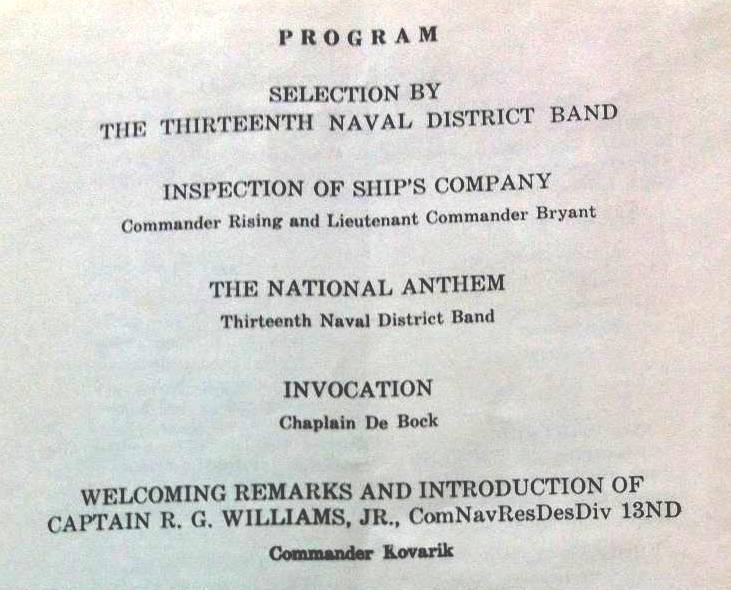 PROGRAM
SELECTION BY
THE THIRTEENTH NAVAL DISTRICT BAND
INSPECTION OF SHIP'S COMPANY
Commander Rising and Lieutenant Commander Bryant
THE NATIONAL ANTHEM
Thirteenth Naval District Band
INVOCATION
Chaplain De Bock
WELCOMING REMARKS AND INTRODUCTION OF
CAPTAIN R. G. WILLIAMS, JR., ComNavResDesDiv 13ND
Commander Kovarik